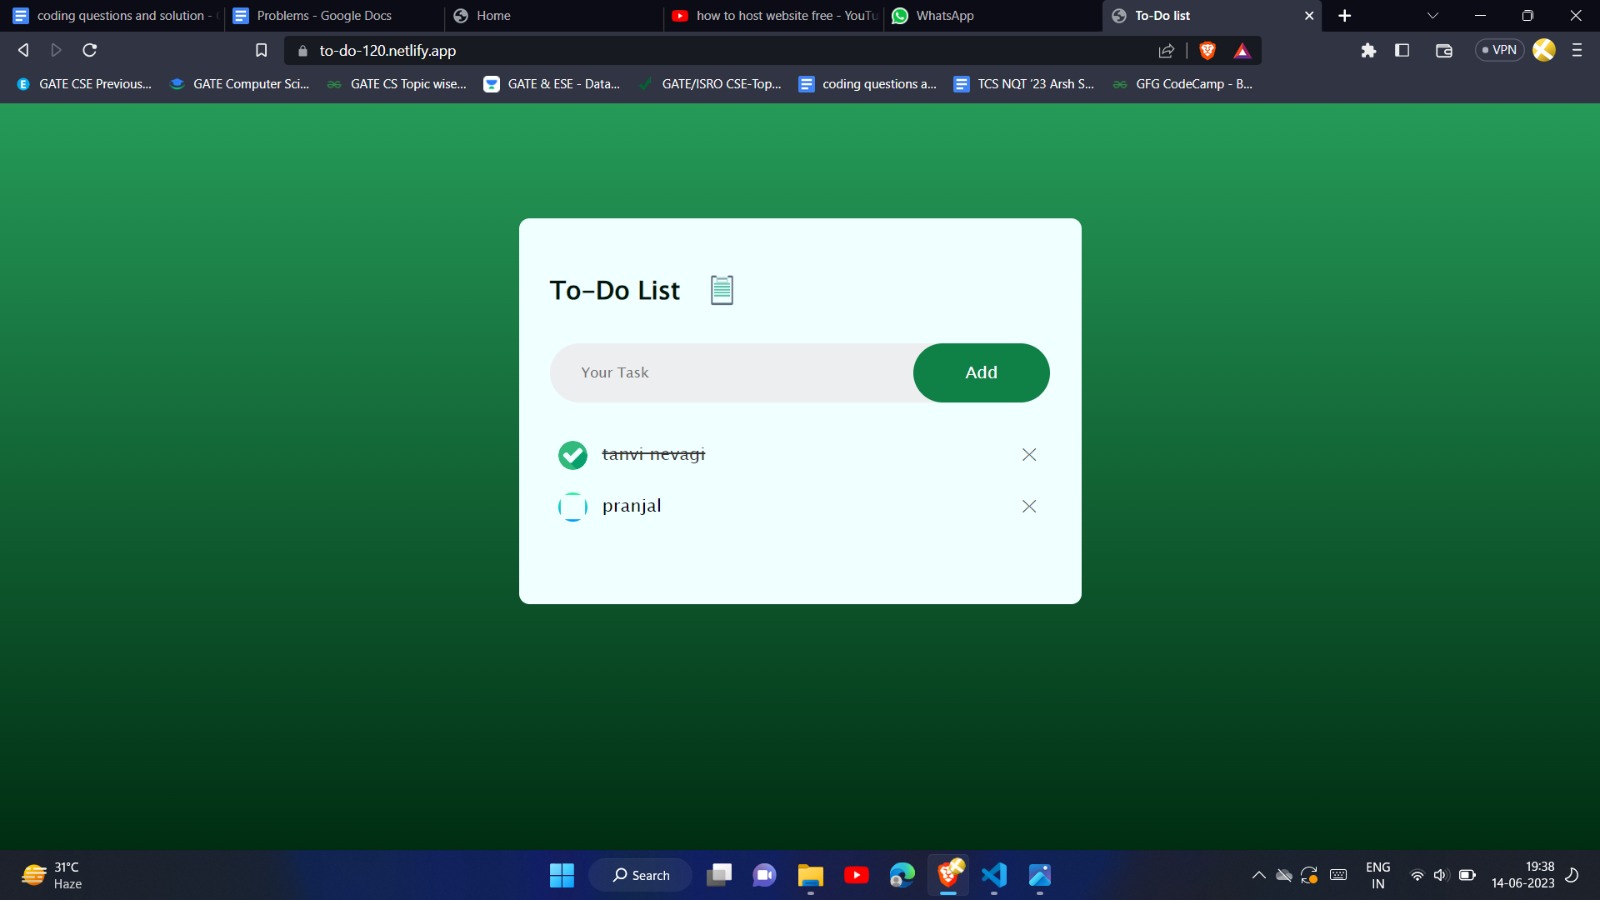 coding questions and solution -
Problems - Google Docs
Home
how to host website free - YouTu
WhatsApp
To-Do list
to-do-120.netlify.app
VPN
GATE CSE Previous...
GATE Computer Sci...
GATE CS Topic wise...
GATE & ESE - Data...
GATE/ISRO CSE-Top...
coding questions a...
TCS NQT '23 Arsh S...
GFG CodeCamp - B...
To-Do List
Your Task
Add
tanvi nevagi
pranjal
31°C
Haze
Search
ENG
IN
19:38
14-06-2023